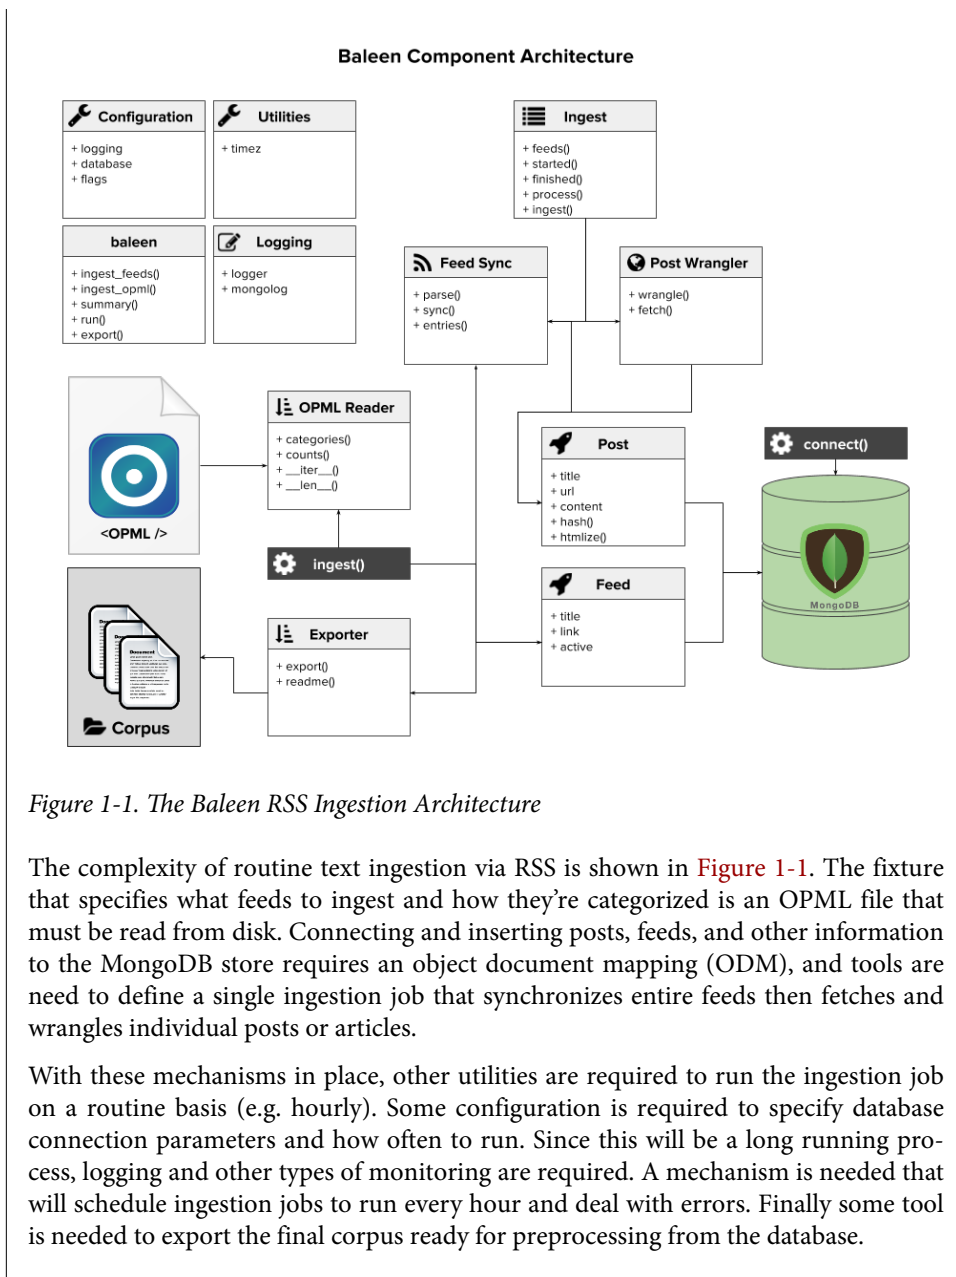 Baleen Component Architecture
Configuration
+ logging
+ database
+ flags
Utilities
+ timez
Ingest
+ feeds()
+ started()
+ finished()
+ process()
+ ingest()
baleen
+ ingest_feeds()
+ ingest_opml()
+ summary()
+ run()
+ export()
Logging
+ logger
+ mongolog
Feed Sync
+ parse()
+ sync()
+ entries()
Post Wrangler
+ wrangle()
+ fetch()
<OPML />
OPML Reader
+ categories()
+ counts()
+ __iter__()
+ __len__()
Post
+ title
+ url
+ content
+ hash()
+ htmlize()
connect()
MongoDB
ingest()
Feed
+ title
+ link
+ active
Exporter
+ export()
+ readme()
Document
Corpus
Figure 1-1. The Baleen RSS Ingestion Architecture
The complexity of routine text ingestion via RSS is shown in Figure 1-1. The fixture
that specifies what feeds to ingest and how they’re categorized is an OPML file that
must be read from disk. Connecting and inserting posts, feeds, and other information
to the MongoDB store requires an object document mapping (ODM), and tools are
need to define a single ingestion job that synchronizes entire feeds then fetches and
wrangles individual posts or articles.
With these mechanisms in place, other utilities are required to run the ingestion job
on a routine basis (e.g. hourly). Some configuration is required to specify database
connection parameters and how often to run. Since this will be a long running pro-
cess, logging and other types of monitoring are required. A mechanism is needed that
will schedule ingestion jobs to run every hour and deal with errors. Finally some tool
is needed to export the final corpus ready for preprocessing from the database.